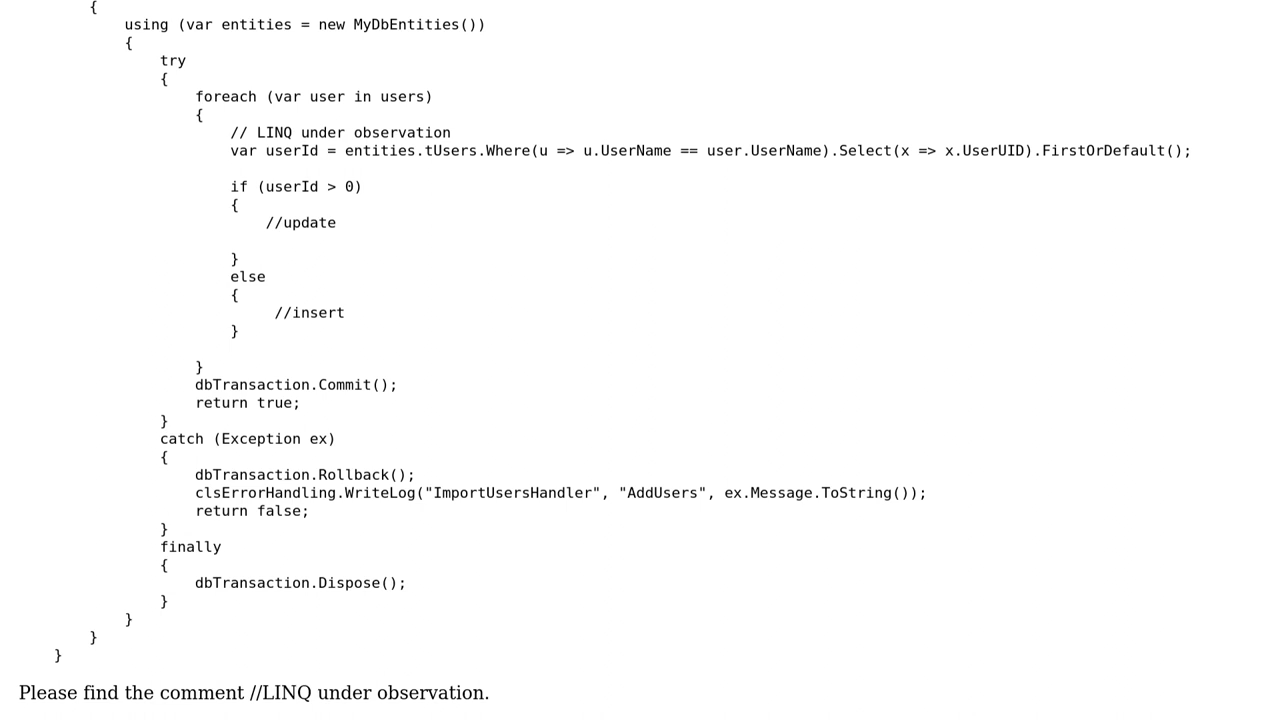 {
using (var entities = new MyDbEntities())
{
try
{
foreach (var user in users)
{
// LINQ under observation
var userId = entities.tUsers.Where(u => u.UserName == user.UserName).Select(x => x.UserUID).FirstOrDefault();
if (userId > 0)
{
//update
}
else
{
//insert
}
}
dbTransaction.Commit();
return true;
}
catch (Exception ex)
{
dbTransaction.Rollback();
clsErrorHandling.WriteLog("ImportUsersHandler", "AddUsers", ex.Message.ToString());
return false;
}
finally
{
dbTransaction.Dispose();
}
}
}
}
Please find the comment //LINQ under observation.